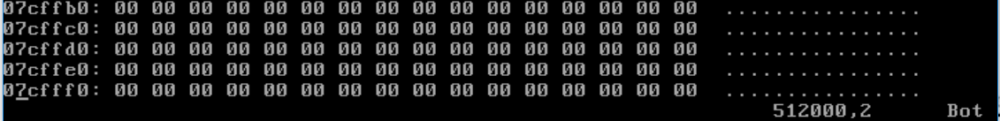 07cffb0: 00 00 00 00 00 00 00 00 00 00 00 00 00 00 00 00 ................
07cffc0: 00 00 00 00 00 00 00 00 00 00 00 00 00 00 00 00 ................
07cffd0: 00 00 00 00 00 00 00 00 00 00 00 00 00 00 00 00 ................
07cffe0: 00 00 00 00 00 00 00 00 00 00 00 00 00 00 00 00 ................
07cfff0: 00 00 00 00 00 00 00 00 00 00 00 00 00 00 00 00 ................
512000,2 Bot